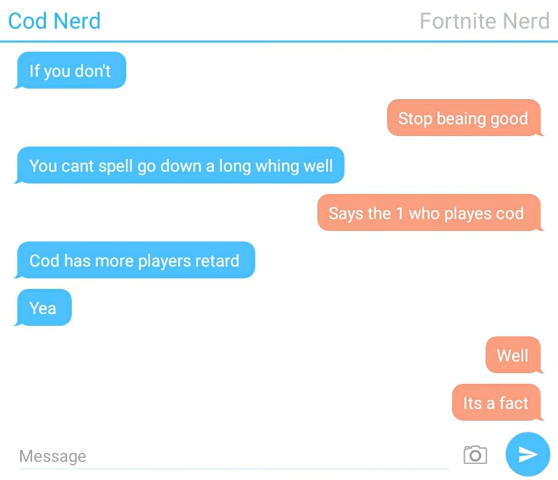 Cod Nerd
Fortnite Nerd
If you don't
Stop beaing good
You cant spell go down a long whing well
Says the 1 who playes cod
Cod has more players retard
Yea
Well
Its a fact
Message